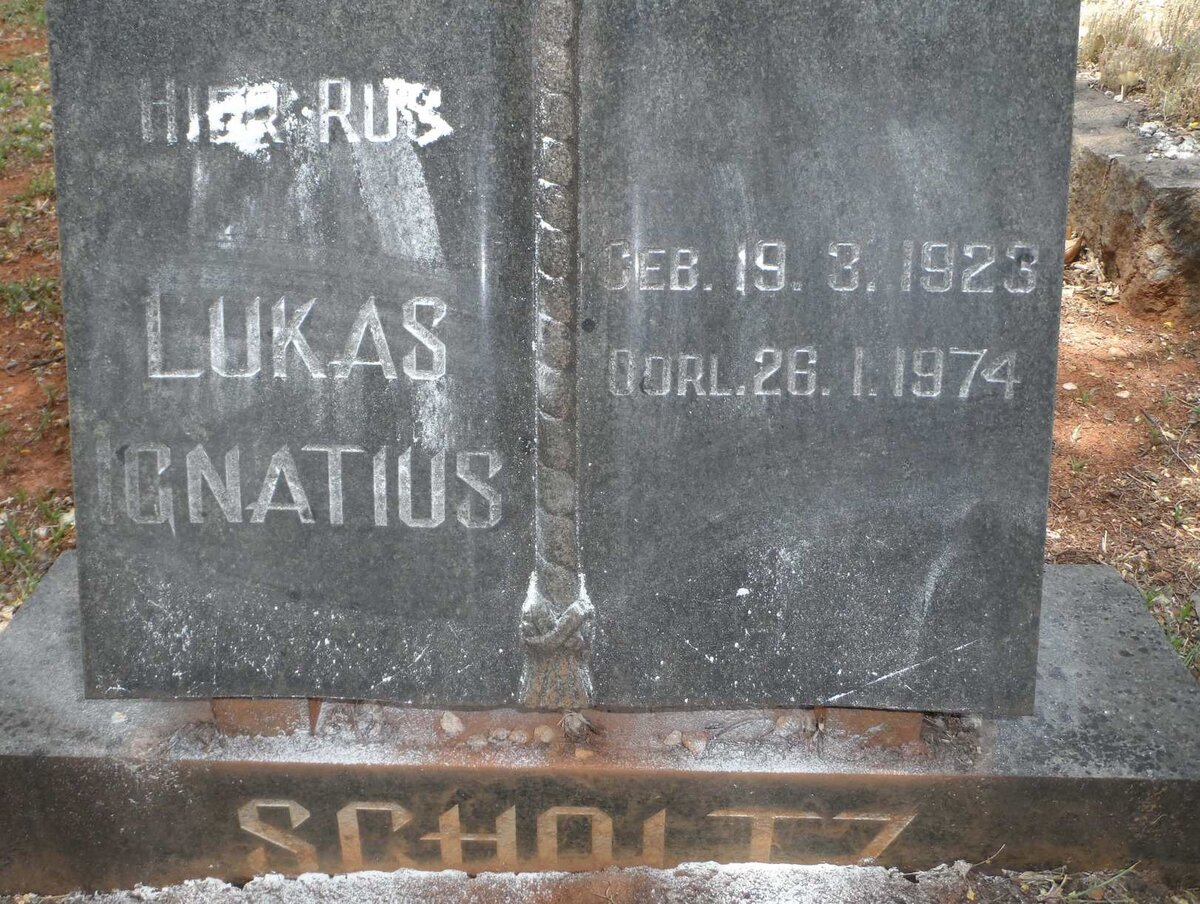 HIER RUS
LUKAS
IGNATIUS
GEB. 19. 3. 1923
OORL. 26. 1. 1974
SCHOLTZ